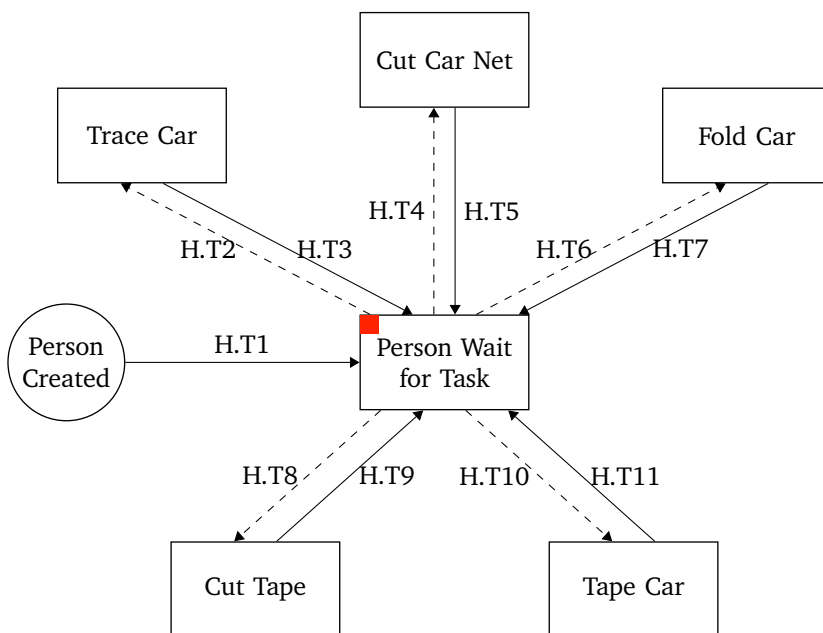 Cut Car Net
Trace Car
Fold Car
H.T4
H.T5
H.T2
H.T3
H.T6
H.T7
Person
Created
H.T1
Person Wait
for Task
H.T8
H.T9
H.T10
H.T11
Cut Tape
Tape Car